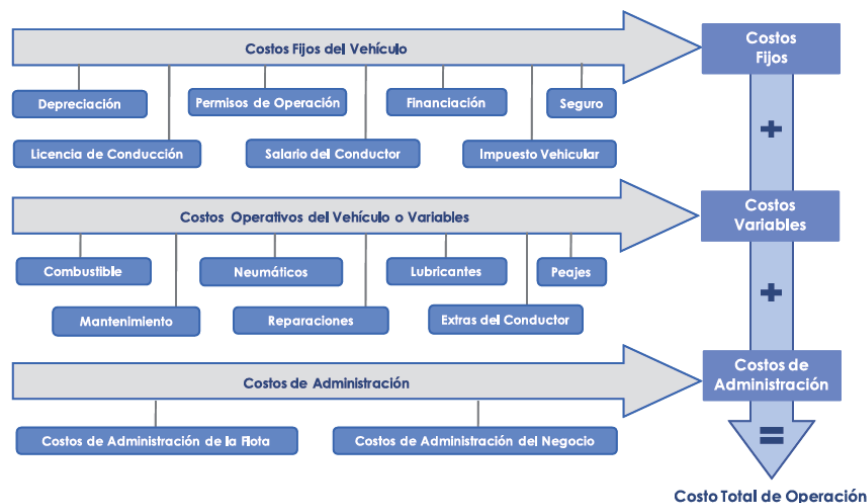 Costos Fijos del Vehículo
Costos
Fijos
Depreciación
Permisos de Operación
Financiación
Seguro
Licencia de Conducción
Salario del Conductor
Impuesto Vehicular
+
Costos Operativos del Vehículo o Variables
Costos
Variables
Combustible
Neumáticos
Lubricantes
Peajes
Mantenimiento
Reparaciones
Extras del Conductor
+
Costos de Administración
Costos de
Administración
Costos de Administración de la Flota
Costos de Administración del Negocio
=
Costo Total de Operación